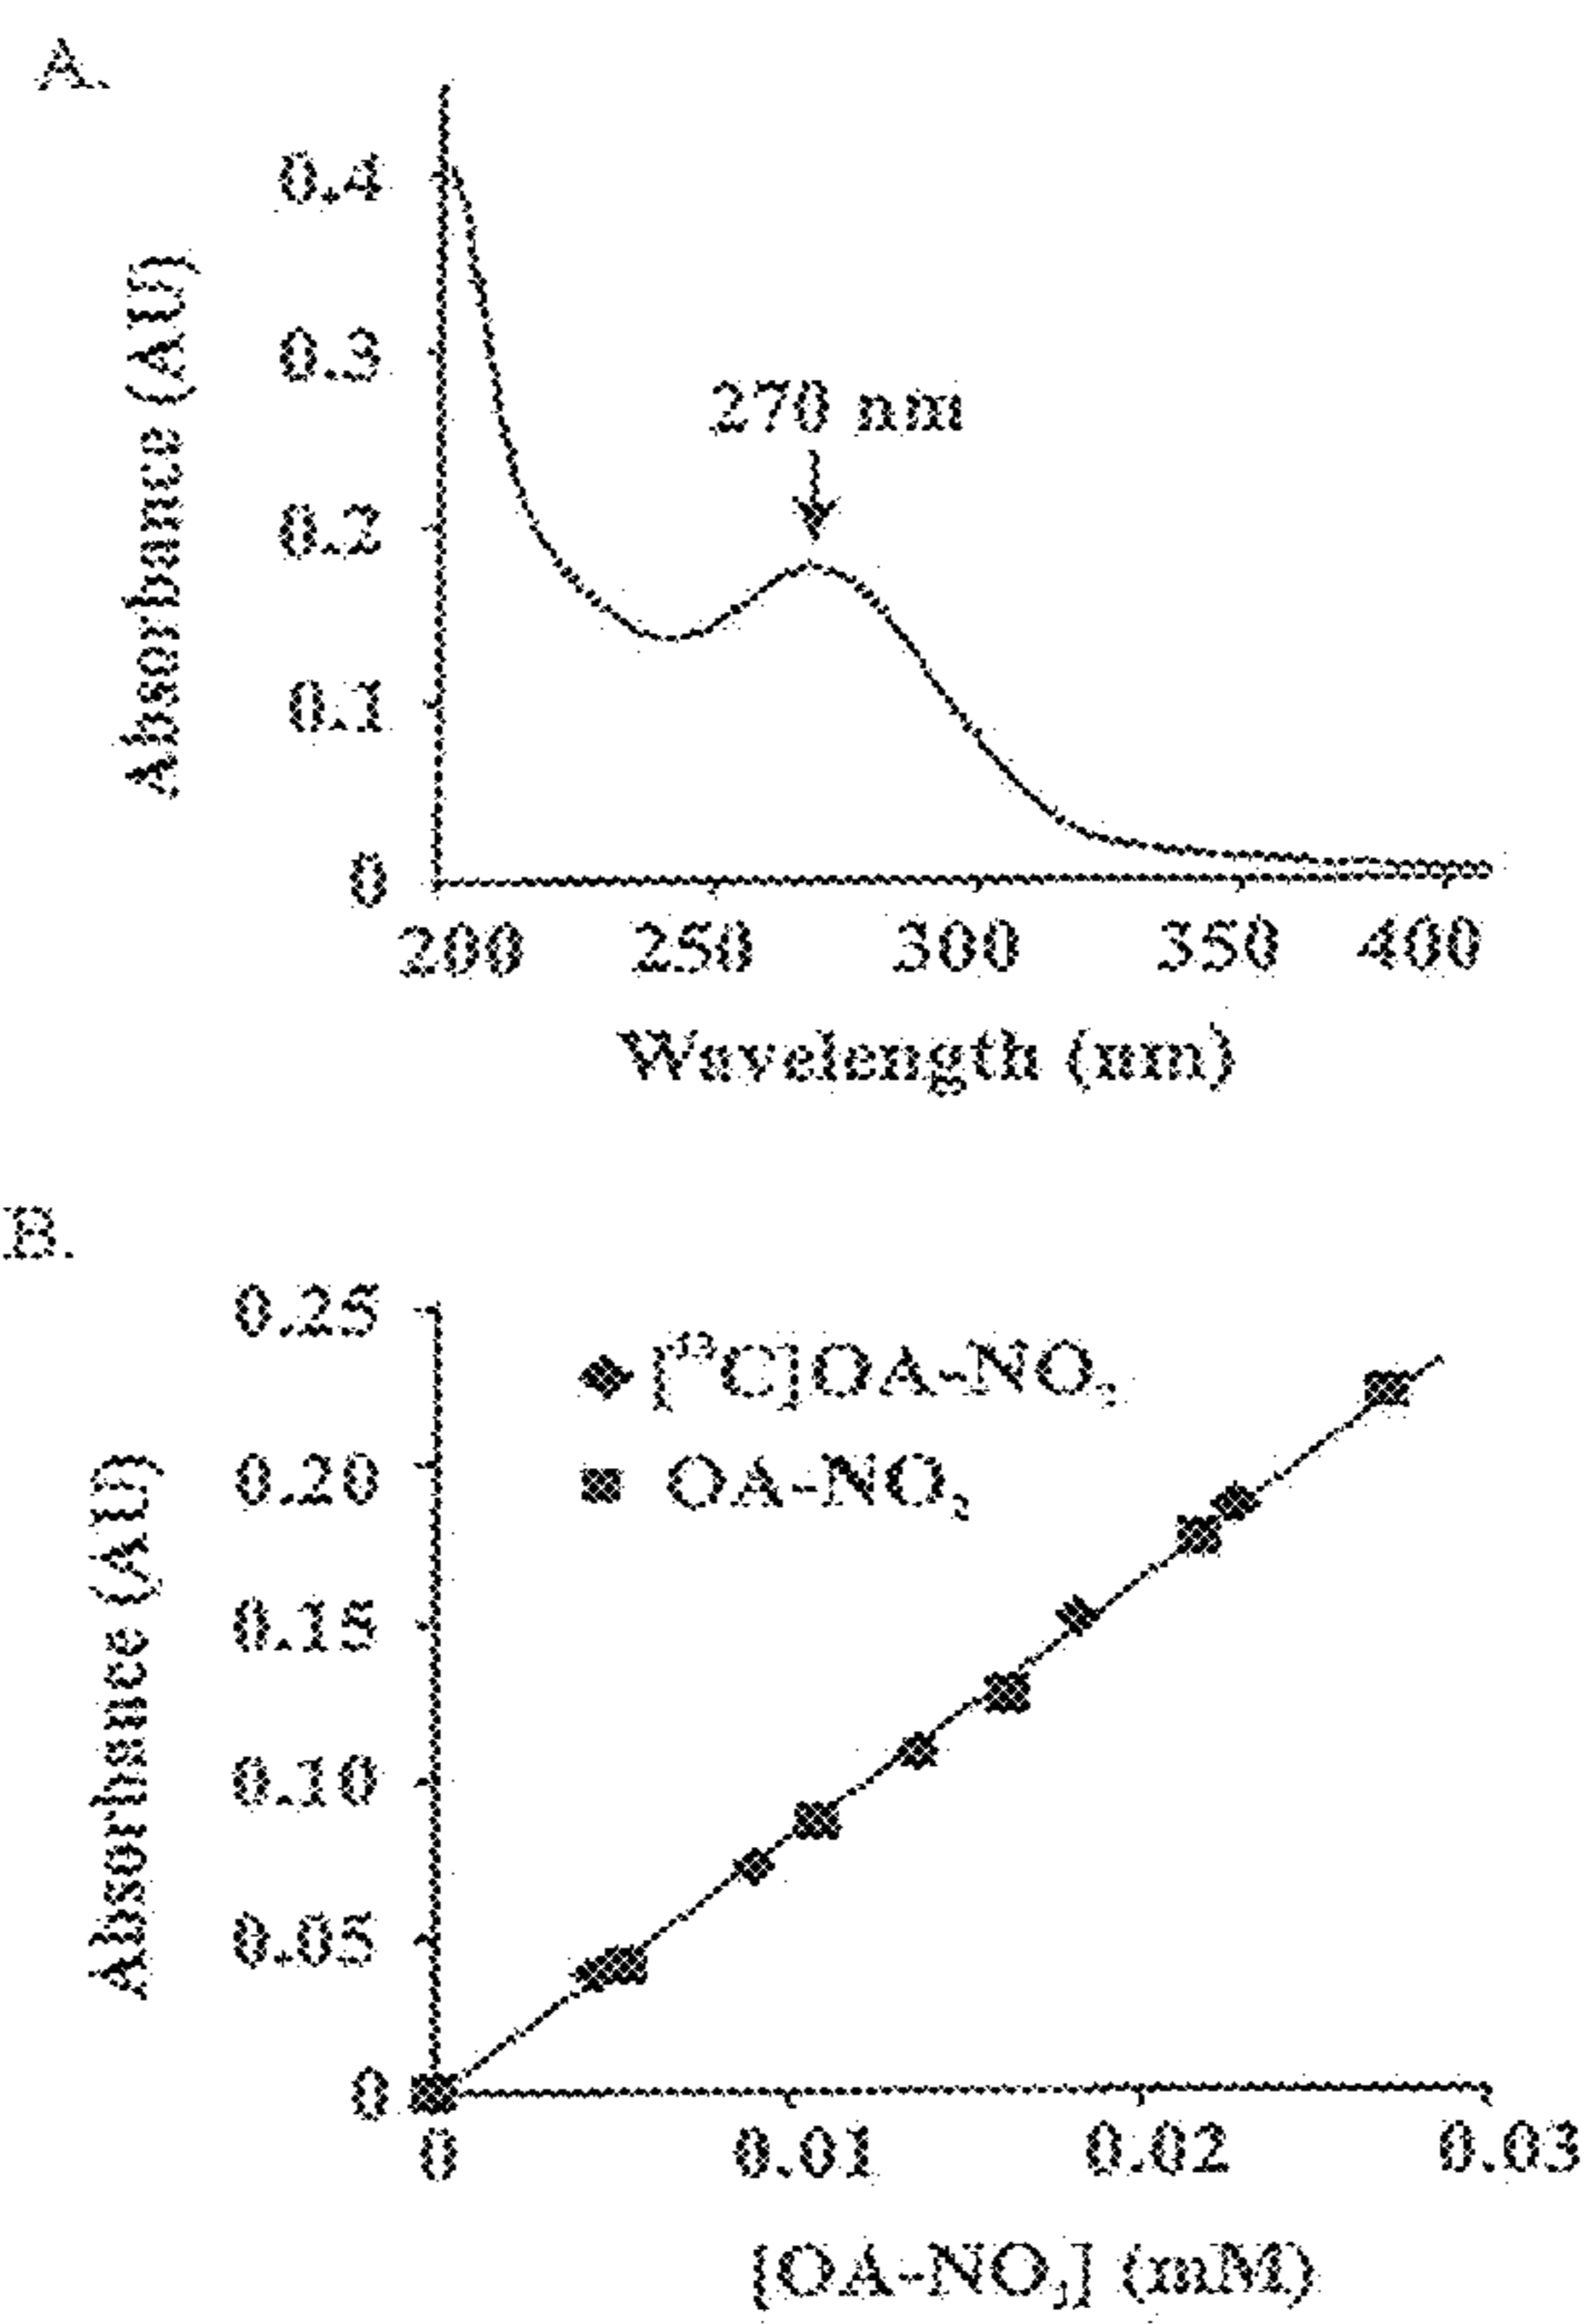 A.
Absorbance (AU)
0.4
0.3
0.2
0.1
0
270 nm
200 250 300 350 400
Wavelength (nm)
B.
Absorbance (AU)
0.25
0.20
0.15
0.10
0.05
0
[¹³C]OA-NO₂
OA-NO₂
0 0.01 0.02 0.03
[OA-NO₂] (mM)